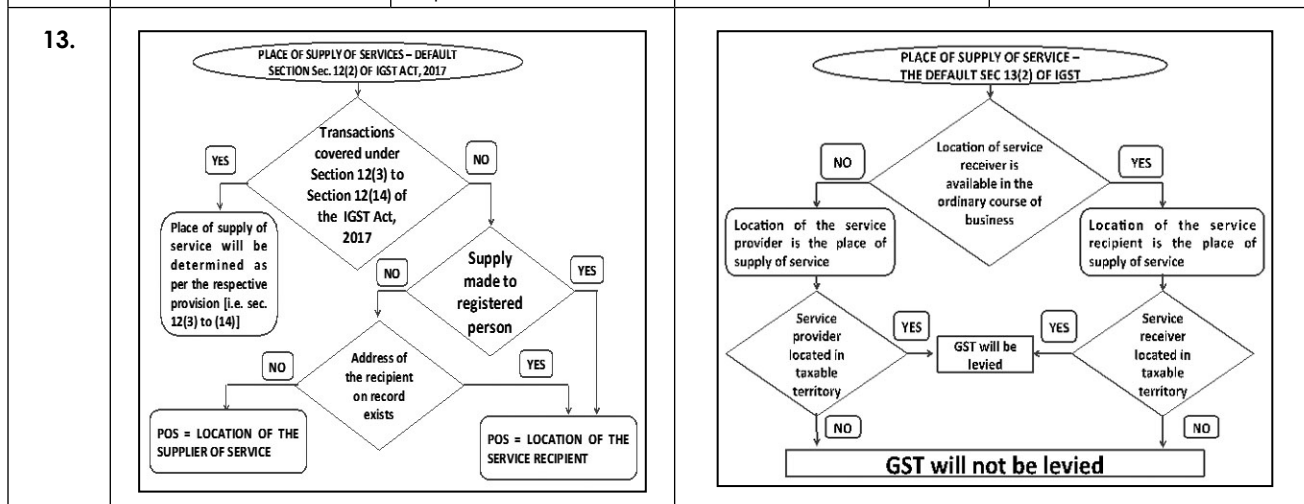 13.
PLACE OF SUPPLY OF SERVICES – DEFAULT
SECTION Sec. 12(2) OF IGST ACT, 2017
Transactions
covered under
Section 12(3) to
Section 12(14) of
the IGST Act,
2017
YES
NO
Place of supply of
service will be
determined as
per the respective
provision [i.e. sec.
12(3) to (14)]
Supply
made to
registered
person
NO
YES
Address of
the recipient
on record
exists
NO
YES
POS = LOCATION OF THE
SUPPLIER OF SERVICE
POS = LOCATION OF THE
SERVICE RECIPIENT
PLACE OF SUPPLY OF SERVICE –
THE DEFAULT SEC 13(2) OF IGST
Location of service
receiver is
available in the
ordinary course of
business
NO
YES
Location of the service
provider is the place of
supply of service
Location of the service
recipient is the place of
supply of service
Service
provider
located in
taxable
territory
YES
GST will be
levied
YES
Service
receiver
located in
taxable
territory
NO
NO
GST will not be levied